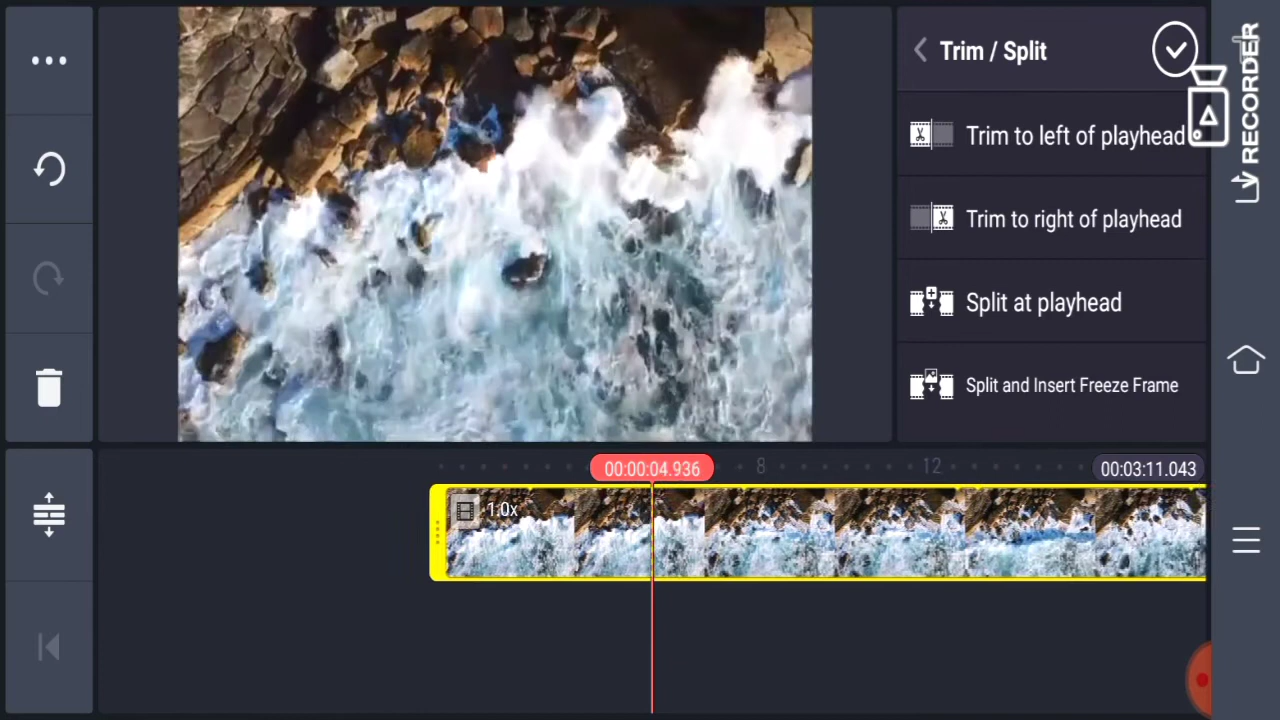 Trim / Split
Trim to left of playhead
Trim to right of playhead
Split at playhead
Split and Insert Freeze Frame
RECORDER
00:00:04.936
8
12
00:03:11.043
1.0x